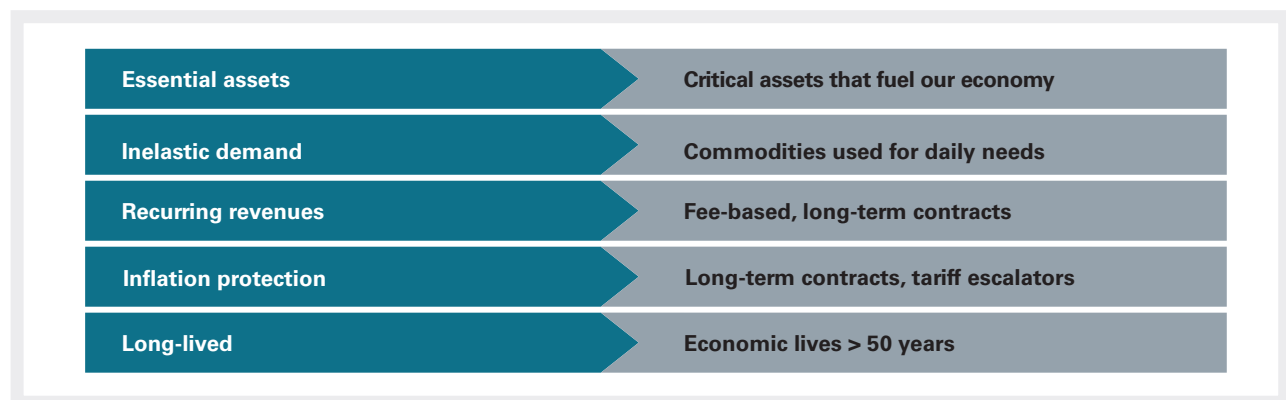 Essential assets
Critical assets that fuel our economy
Inelastic demand
Commodities used for daily needs
Recurring revenues
Fee-based, long-term contracts
Inflation protection
Long-term contracts, tariff escalators
Long-lived
Economic lives > 50 years